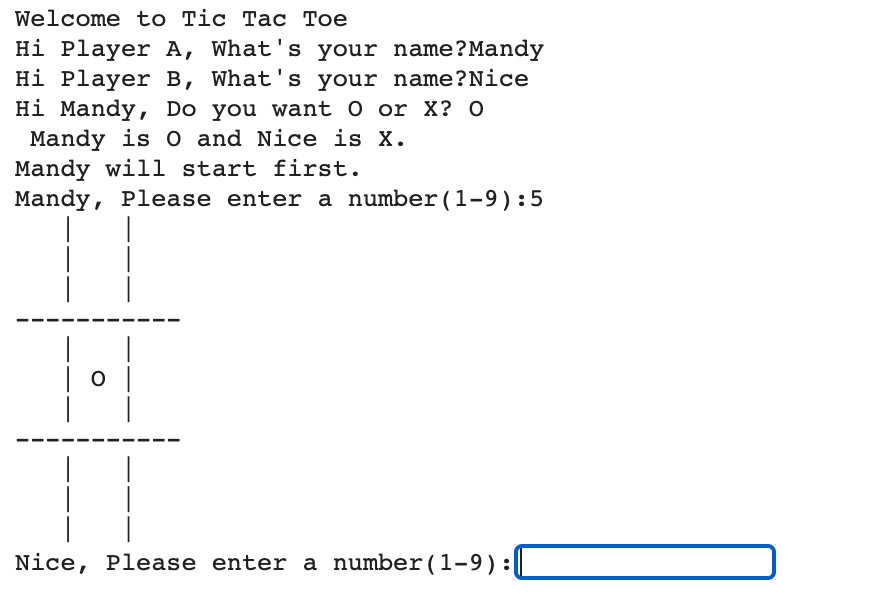 Welcome to Tic Tac Toe
Hi Player A, What's your name?Mandy
Hi Player B, What's your name?Nice
Hi Mandy, Do you want O or X? O
 Mandy is O and Nice is X.
Mandy will start first.
Mandy, Please enter a number(1-9):5
   |   |
   |   |
   |   |
-----------
   |   |
   | O |
   |   |
-----------
   |   |
   |   |
   |   |
Nice, Please enter a number(1-9):